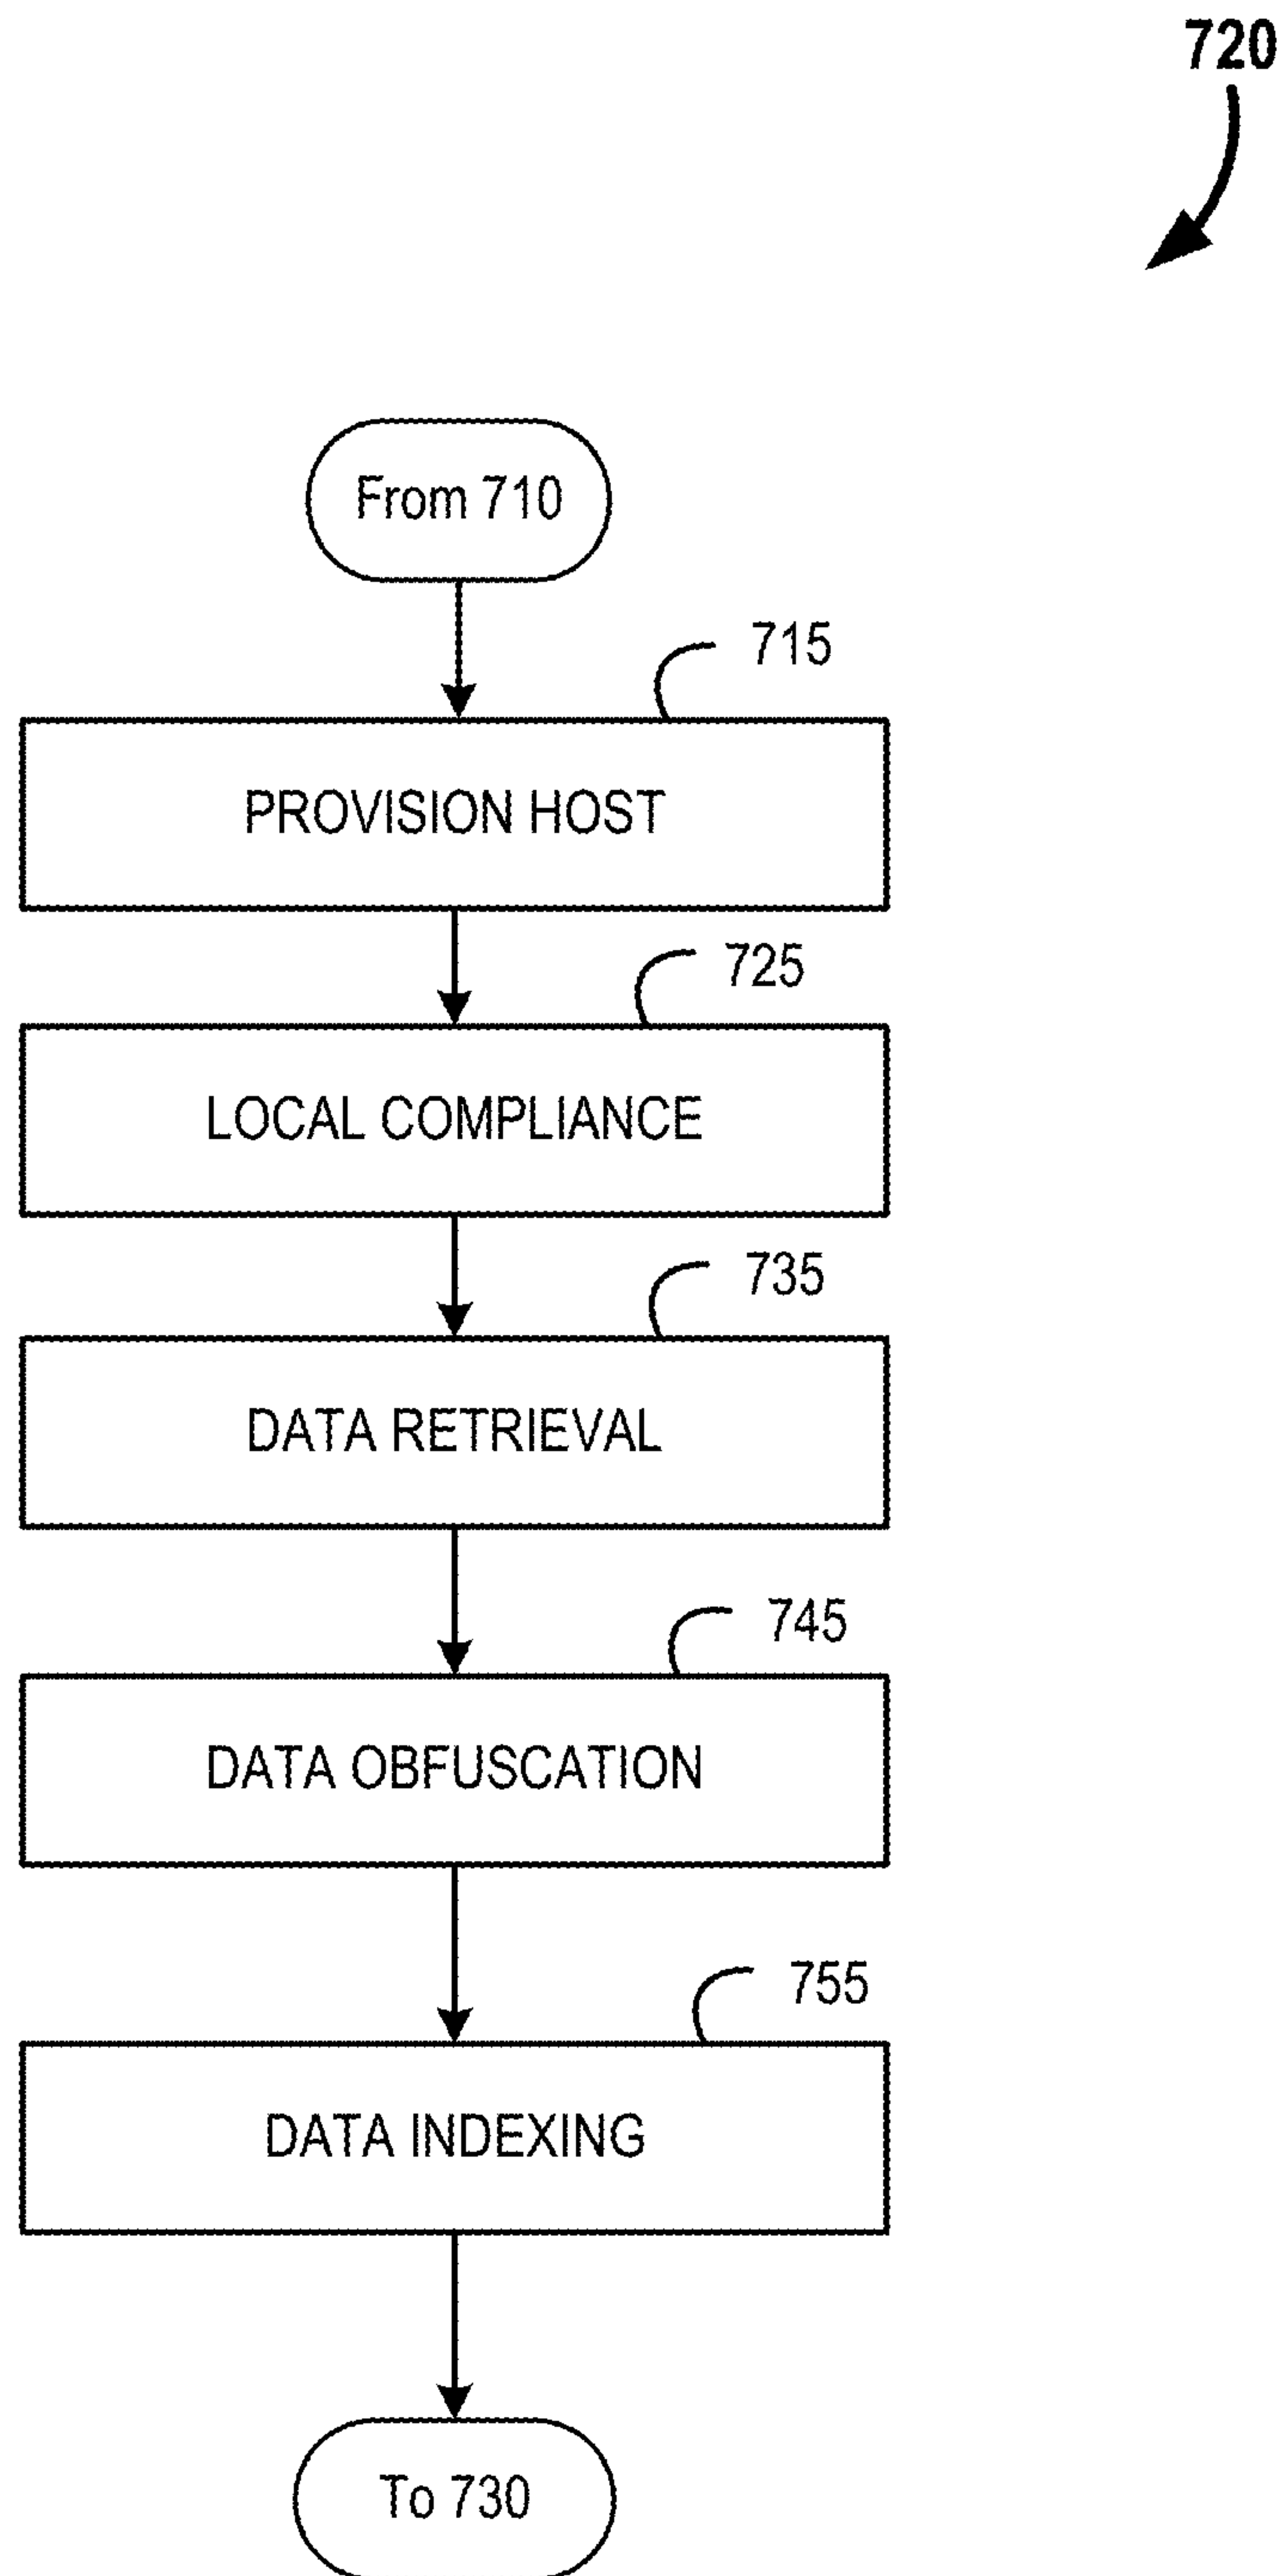 720
From 710
715
PROVISION HOST
725
LOCAL COMPLIANCE
735
DATA RETRIEVAL
745
DATA OBFUSCATION
755
DATA INDEXING
To 730